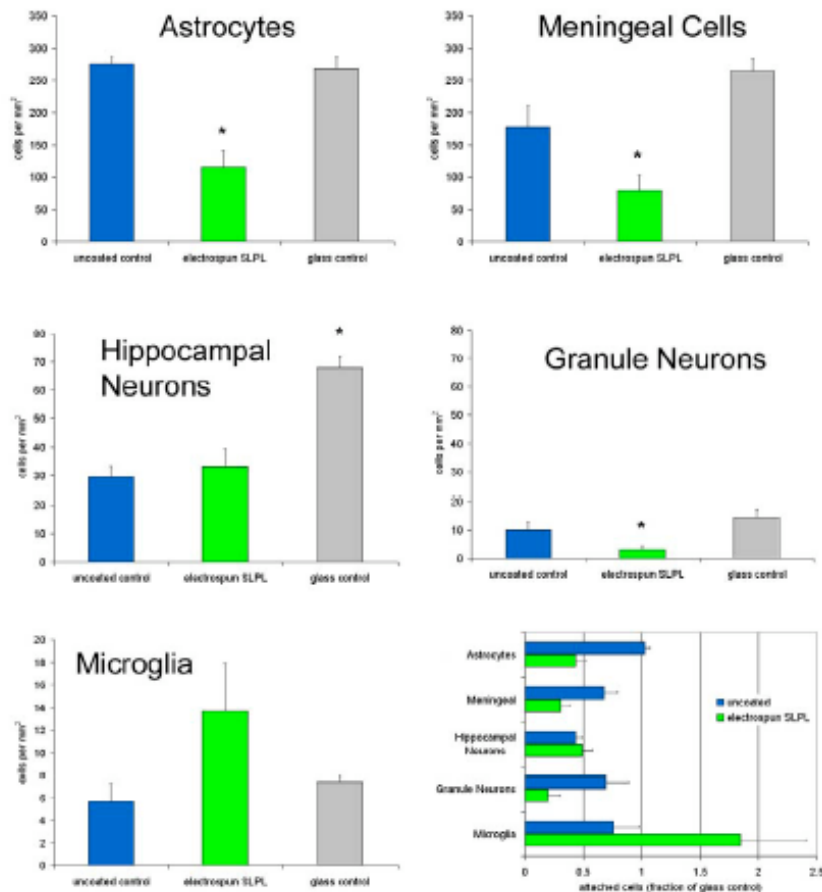 Astrocytes
cells per mm²
350
300
250
200
150
100
50
0
*
uncoated control electrospun SLPL glass control
Meningeal Cells
cells per mm²
350
300
250
200
150
100
50
0
*
uncoated control electrospun SLPL glass control
Hippocampal
Neurons
cells per mm²
80
70
60
50
40
30
20
10
0
*
uncoated control electrospun SLPL glass control
Granule Neurons
cells per mm²
80
70
60
50
40
30
20
10
0
*
uncoated control electrospun SLPL glass control
Microglia
cells per mm²
20
18
16
14
12
10
8
6
4
2
0
uncoated control electrospun SLPL glass control
Astrocytes
Meningeal
Hippocampal
Neurons
Granule Neurons
Microglia
uncoated
electrospun SLPL
0 0.5 1 1.5 2 2.5
attached cells (fraction of glass control)